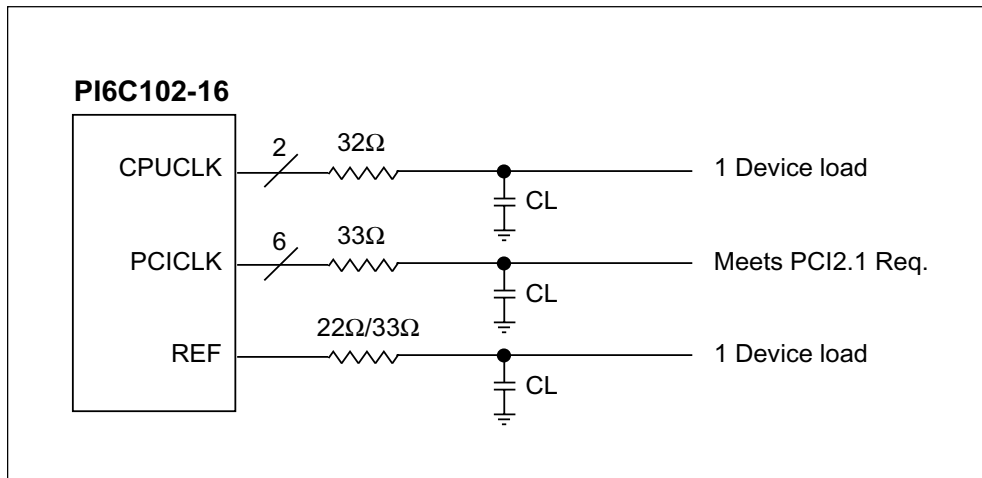 PI6C102-16
CPUCLK
2
32Ω
1 Device load
CL
PCICLK
6
33Ω
Meets PCI2.1 Req.
CL
REF
22Ω/33Ω
1 Device load
CL